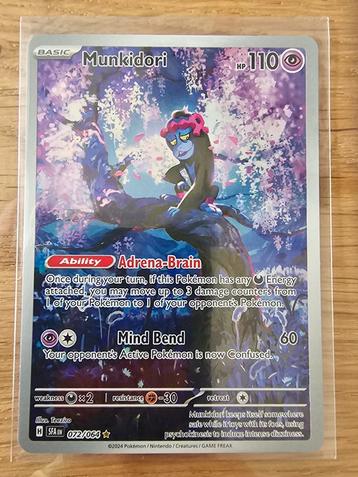 BASIC
Munkidori
HP 110
Ability Adrena-Brain
Once during your turn, if this Pokémon has any Energy
attached, you may move up to 3 damage counters from
1 of your Pokémon to 1 of your opponent's Pokémon.
Mind Bend 60
Your opponent's Active Pokémon is now Confused.
weakness ×2 resistance -30 retreat
Illus. Tsezoko
H SFA EN 072/064
Munkidori keeps itself somewhere
safe while it toys with its foes, using
psychokinesis to induce intense dizziness.
©2024 Pokémon / Nintendo / Creatures / GAME FREAK